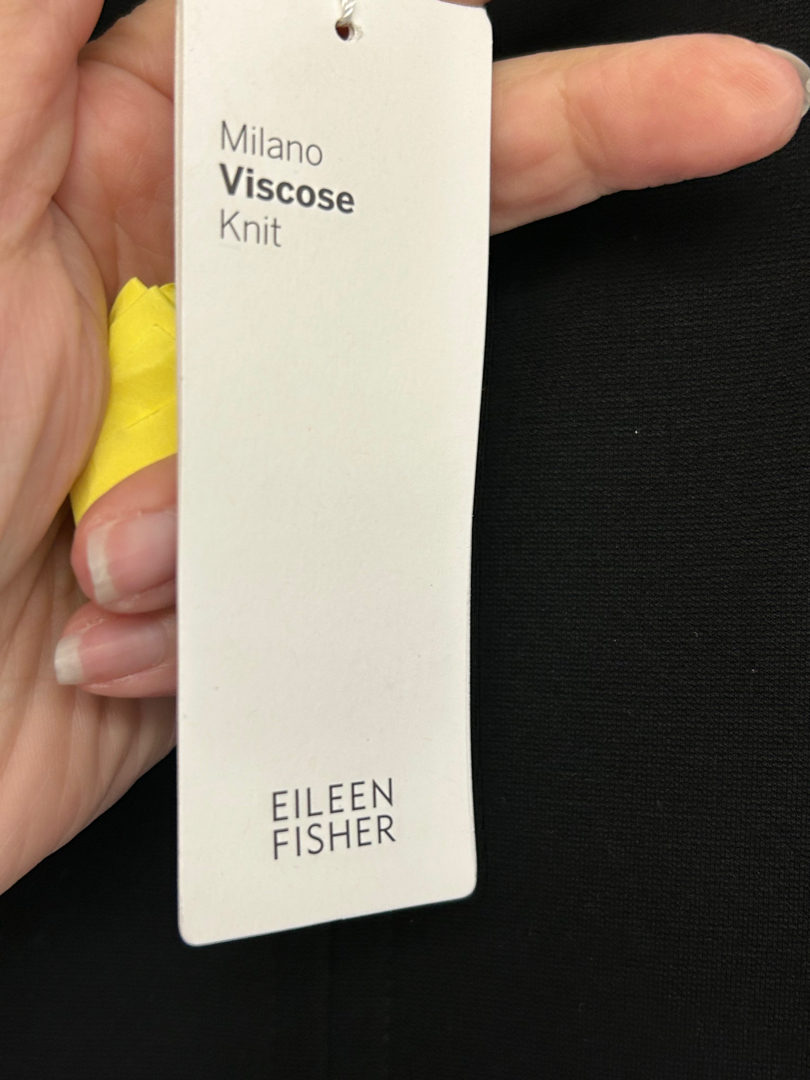 Milano
Viscose
Knit
EILEEN
FISHER